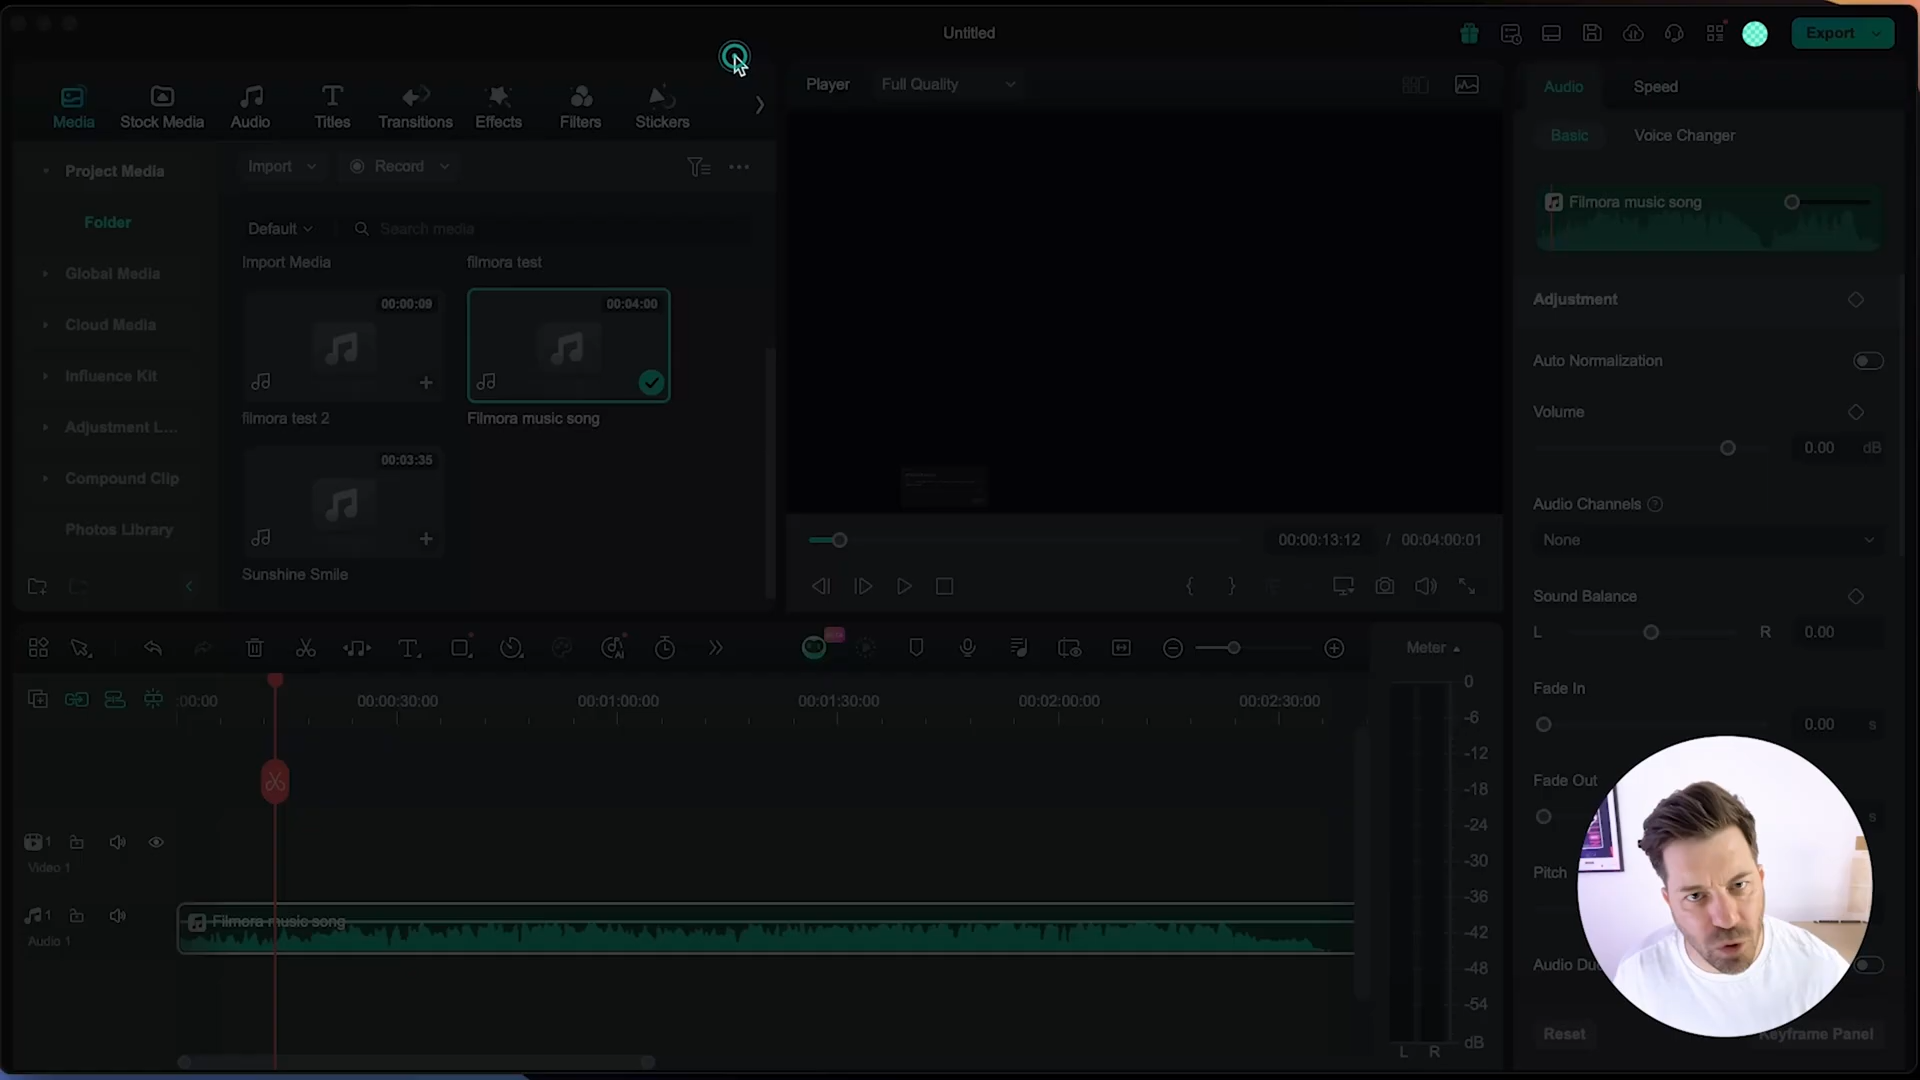 Untitled
Export
Media
Stock Media
Audio
Titles
Transitions
Effects
Filters
Stickers
Player
Full Quality
Audio
Speed
Basic
Voice Changer
Project Media
Folder
Global Media
Cloud Media
Influence Kit
Adjustment L...
Compound Clip
Photos Library
Import
Record
Default
Search media
Import Media
filmora test
00:00:09
00:04:00
filmora test 2
Filmora music song
00:03:35
Sunshine Smile
00:00:13:12 / 00:04:00:01
Filmora music song
Adjustment
Auto Normalization
Volume
0.00 dB
Audio Channels
None
Sound Balance
L R 0.00
Fade In
0.00 s
Fade Out
s
Pitch
Audio Du
Reset
Keyframe Panel
Meter
:00:00
00:00:30:00
00:01:00:00
00:01:30:00
00:02:00:00
00:02:30:00
0
-6
-12
-18
-24
-30
-36
-42
-48
-54
dB
L R
1
Video 1
1
Audio 1
Filmora music song